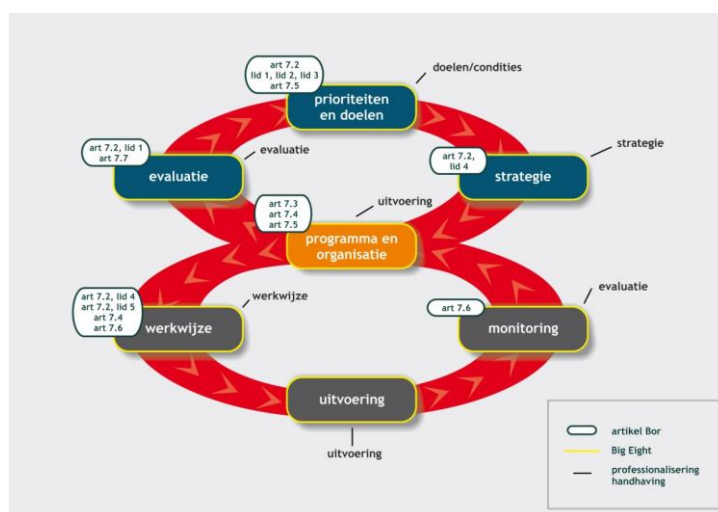 art 7.2
lid 1, lid 2, lid 3
art 7.5
doelen/condities
prioriteiten
en doelen
art 7.2, lid 1
art 7.7
evaluatie
evaluatie
art 7.2,
lid 4
strategie
strategie
art 7.3
art 7.4
art 7.5
uitvoering
programma en
organisatie
art 7.2, lid 4
art 7.2, lid 5
art 7.4
art 7.6
werkwijze
werkwijze
art 7.6
evaluatie
monitoring
uitvoering
uitvoering
artikel Bor
Big Eight
professionalisering
handhaving